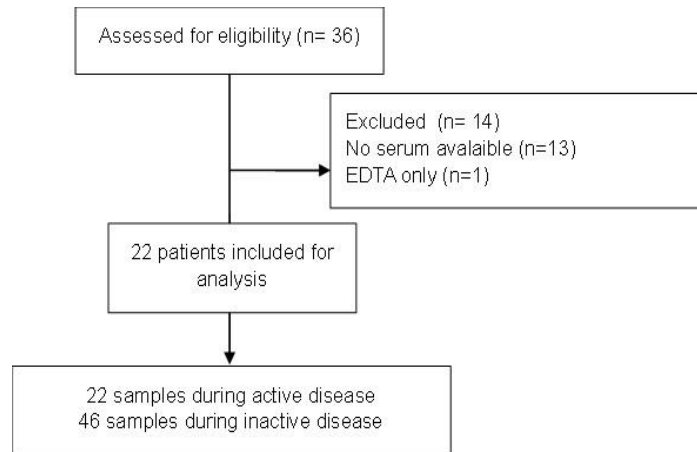 Assessed for eligibility (n= 36)
Excluded (n= 14)
No serum avalaible (n=13)
EDTA only (n=1)
22 patients included for
analysis
22 samples during active disease
46 samples during inactive disease